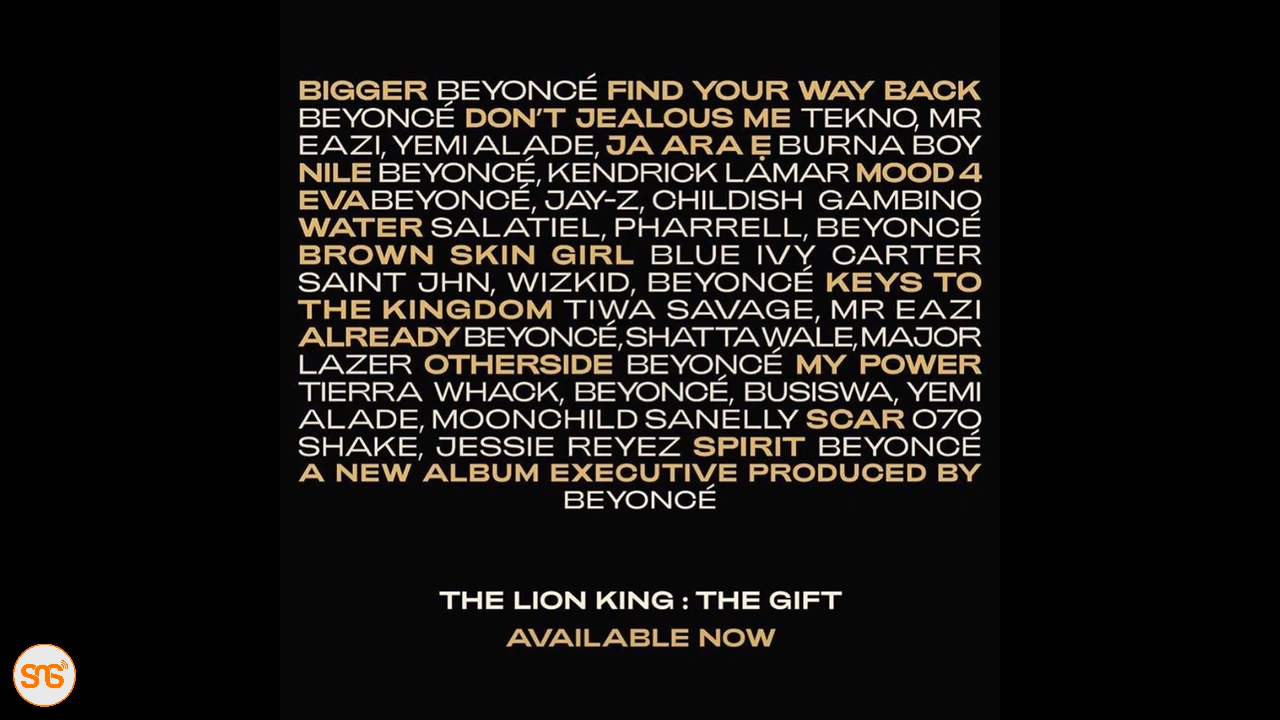 BIGGER BEYONCÉ FIND YOUR WAY BACK
BEYONCÉ DON'T JEALOUS ME TEKNO, MR
EAZI, YEMI ALADE, JA ARA Ẹ BURNA BOY
NILE BEYONCÉ, KENDRICK LAMAR MOOD 4
EVA BEYONCÉ, JAY-Z, CHILDISH GAMBINO
WATER SALATIEL, PHARRELL, BEYONCÉ
BROWN SKIN GIRL BLUE IVY CARTER
SAINT JHN, WIZKID, BEYONCÉ KEYS TO
THE KINGDOM TIWA SAVAGE, MR EAZI
ALREADY BEYONCÉ, SHATTA WALE, MAJOR
LAZER OTHERSIDE BEYONCÉ MY POWER
TIERRA WHACK, BEYONCÉ, BUSISWA, YEMI
ALADE, MOONCHILD SANELLY SCAR 070
SHAKE, JESSIE REYEZ SPIRIT BEYONCÉ
A NEW ALBUM EXECUTIVE PRODUCED BY
BEYONCÉ
THE LION KING : THE GIFT
AVAILABLE NOW
SNS